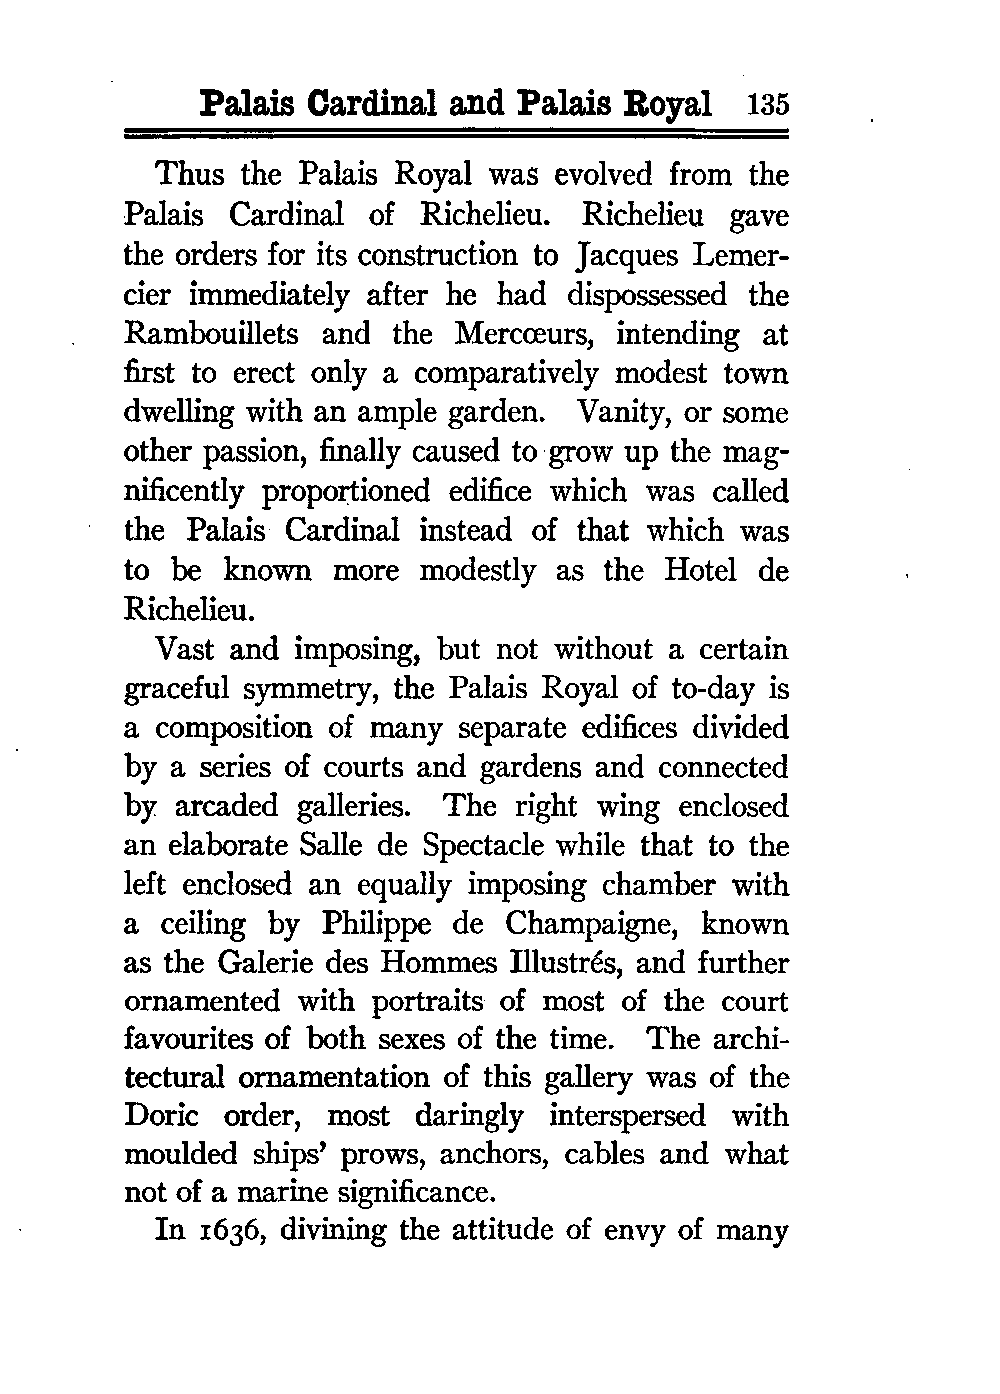 Palais Cardinal and Palais Royal 135
Thus the Palais Royal was evolved from the
Palais Cardinal of Richelieu. Richelieu gave
the orders for its construction to Jacques Lemer-
cier immediately after he had dispossessed the
Rambouillets and the Mercœurs, intending at
first to erect only a comparatively modest town
dwelling with an ample garden. Vanity, or some
other passion, finally caused to grow up the mag-
nificently proportioned edifice which was called
the Palais Cardinal instead of that which was
to be known more modestly as the Hotel de
Richelieu.
Vast and imposing, but not without a certain
graceful symmetry, the Palais Royal of to-day is
a composition of many separate edifices divided
by a series of courts and gardens and connected
by arcaded galleries. The right wing enclosed
an elaborate Salle de Spectacle while that to the
left enclosed an equally imposing chamber with
a ceiling by Philippe de Champaigne, known
as the Galerie des Hommes Illustrés, and further
ornamented with portraits of most of the court
favourites of both sexes of the time. The archi-
tectural ornamentation of this gallery was of the
Doric order, most daringly interspersed with
moulded ships' prows, anchors, cables and what
not of a marine significance.
In 1636, divining the attitude of envy of many